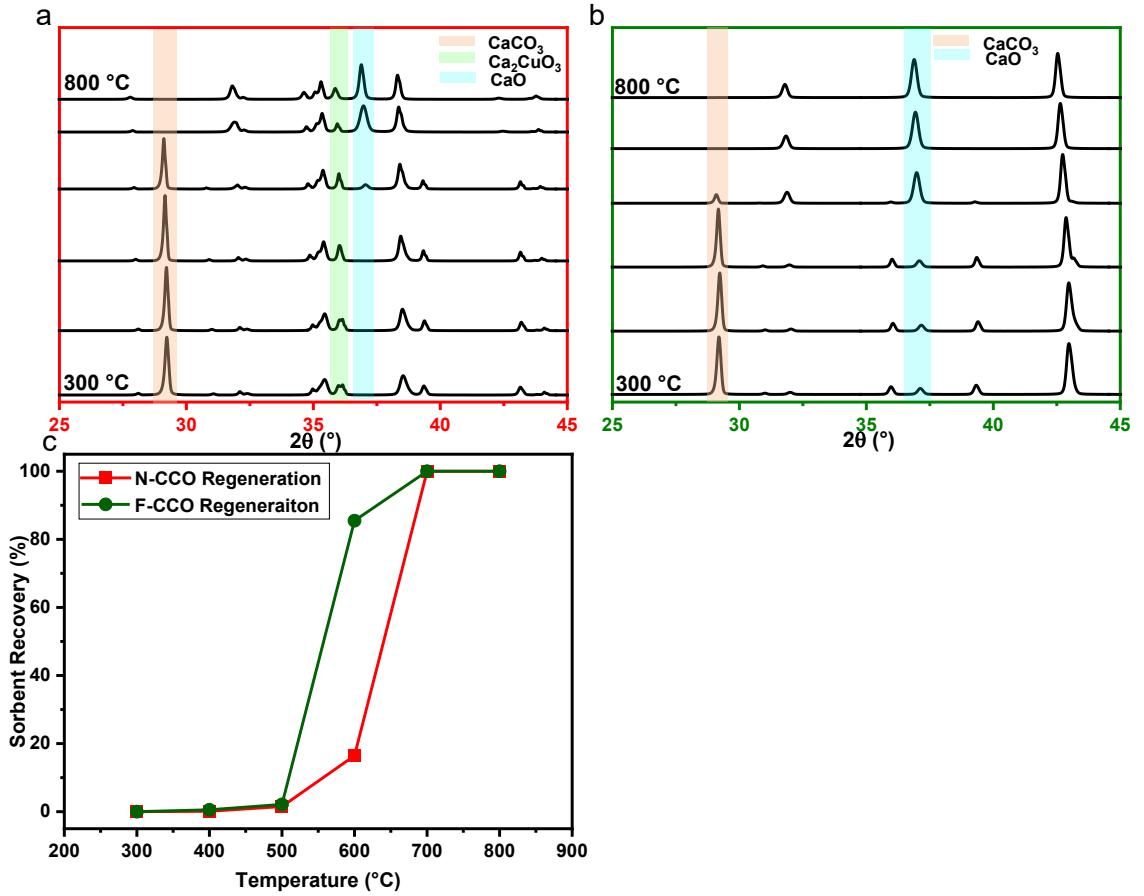 a
CaCO₃
Ca₂CuO₃
CaO
800 °C
300 °C
25 30 35 40 45
2θ (°)
b
CaCO₃
CaO
800 °C
300 °C
25 30 35 40 45
2θ (°)
c
N-CCO Regeneration
F-CCO Regeneraiton
100
80
60
40
20
0
Sorbent Recovery (%)
200 300 400 500 600 700 800 900
Temperature (°C)